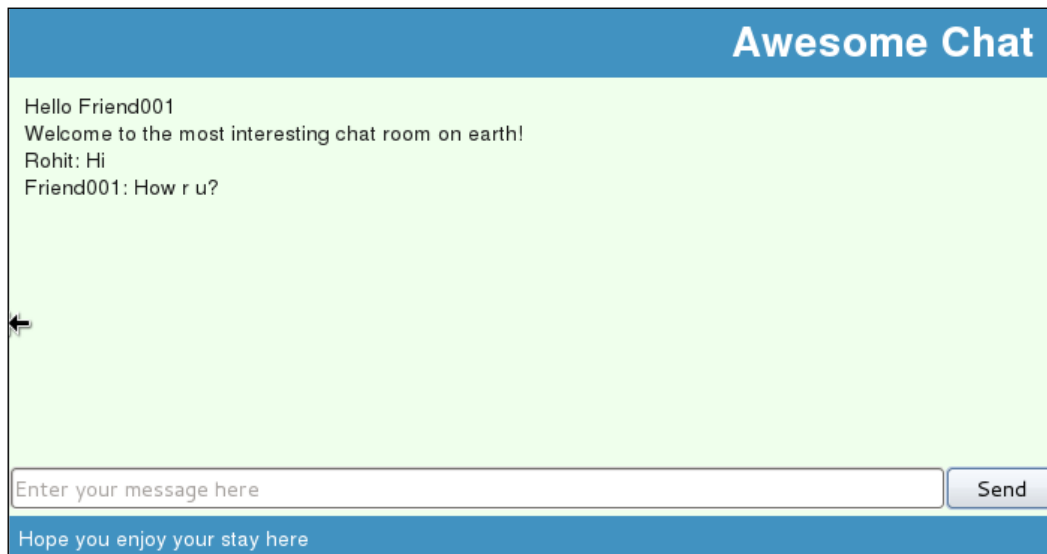 Awesome Chat
Hello Friend001
Welcome to the most interesting chat room on earth!
Rohit: Hi
Friend001: How r u?
Enter your message here
Send
Hope you enjoy your stay here